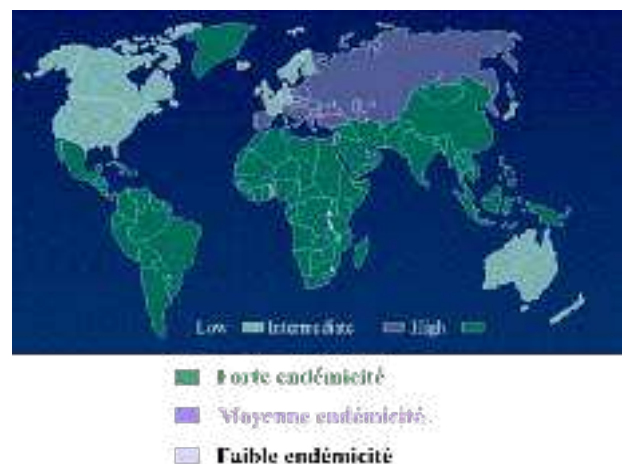 Low Intermediate High
Forte endémicité
Moyenne endémicité
Faible endémicité